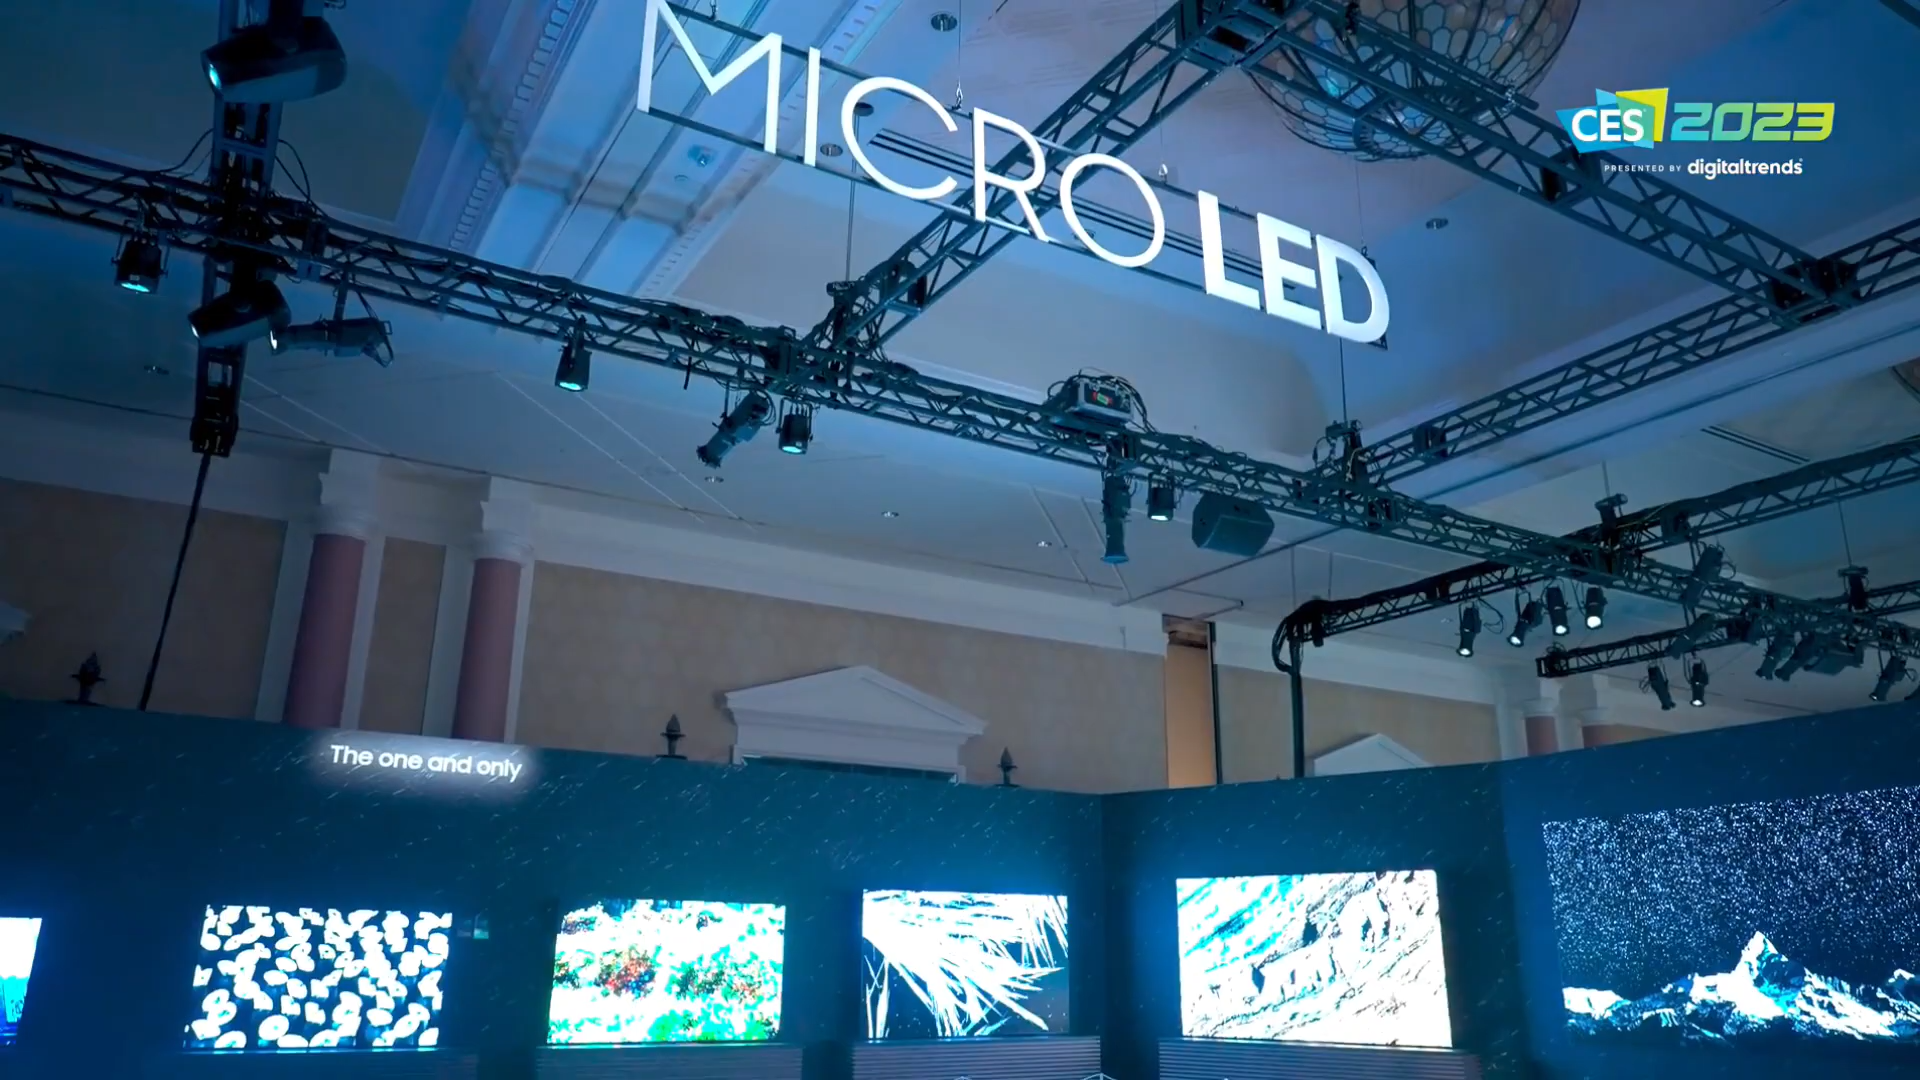 MICRO LED
CES 2023
PRESENTED BY digitaltrends
The one and only